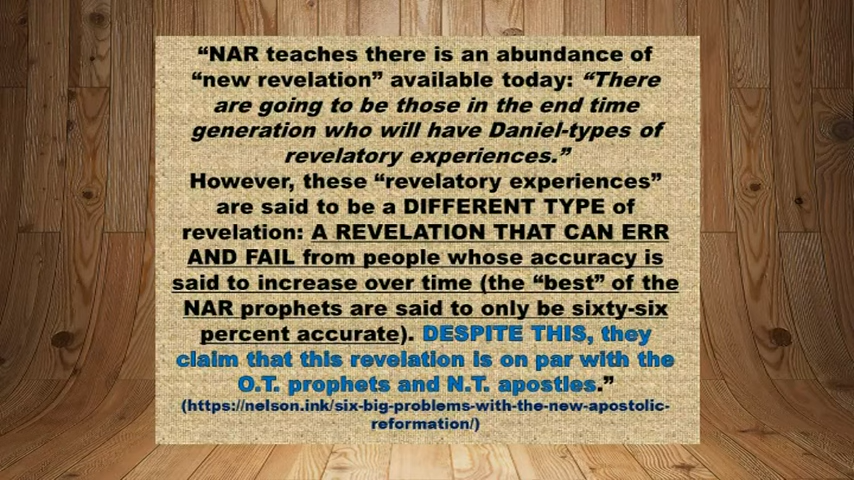 “NAR teaches there is an abundance of
“new revelation” available today: “There
are going to be those in the end time
generation who will have Daniel-types of
revelatory experiences.”
However, these “revelatory experiences”
are said to be a DIFFERENT TYPE of
revelation: A REVELATION THAT CAN ERR
AND FAIL from people whose accuracy is
said to increase over time (the “best” of the
NAR prophets are said to only be sixty-six
percent accurate). DESPITE THIS, they
claim that this revelation is on par with the
O.T. prophets and N.T. apostles.”
(https://nelson.ink/six-big-problems-with-the-new-apostolic-
reformation/)